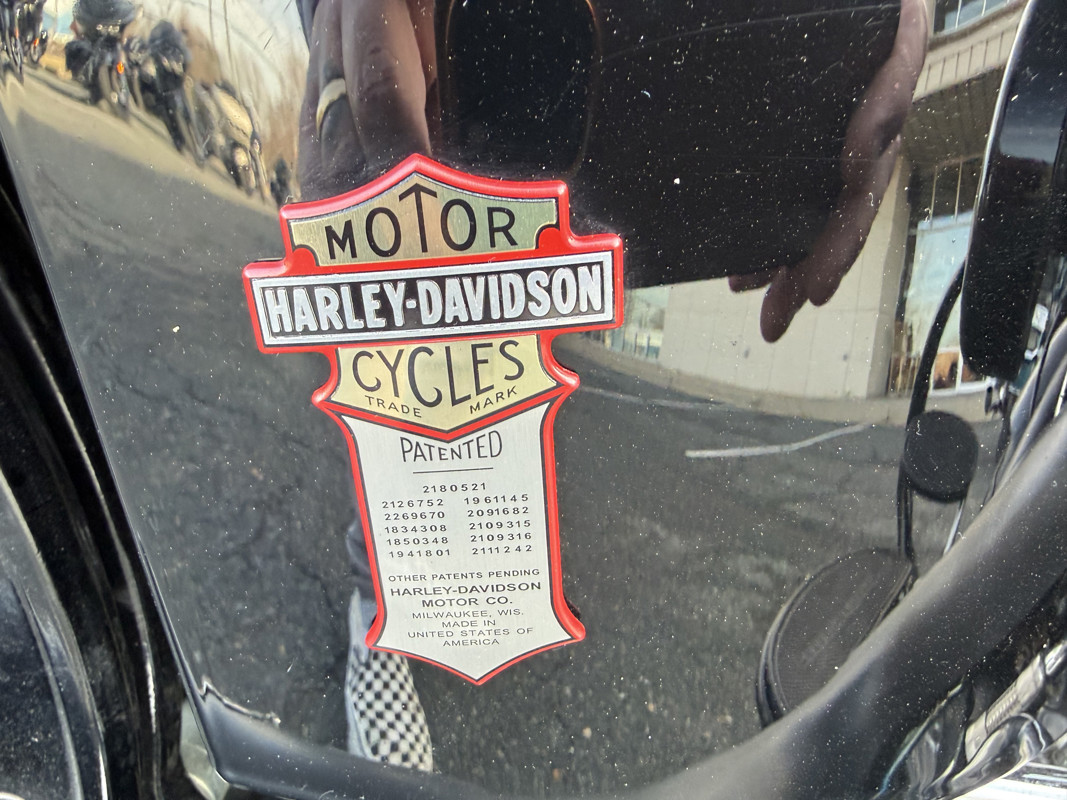 MOTOR
HARLEY-DAVIDSON
CYCLES
TRADE MARK
PATENTED
2180521
2126752 1961145
2269670 2091682
1834308 2109315
1850348 2109316
1941801 2111242
OTHER PATENTS PENDING
HARLEY-DAVIDSON
MOTOR CO.
MILWAUKEE, WIS.
MADE IN
UNITED STATES OF
AMERICA